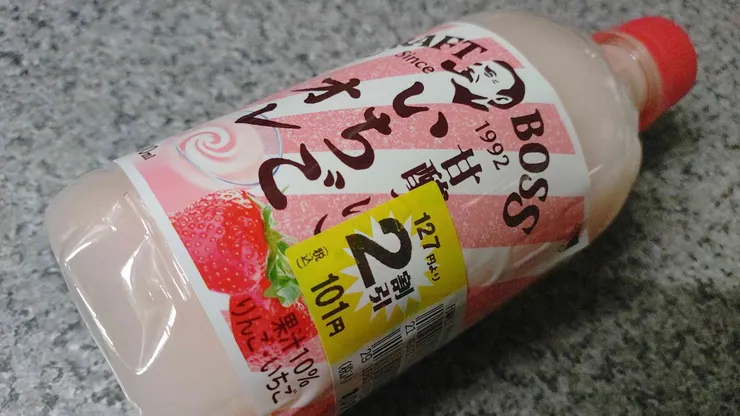 CRAFT BOSS
Since 1992
甘酸っぱい
いちご
オレ
127円より
2割引
101円
(税込)
果汁10%
りんご・いちご